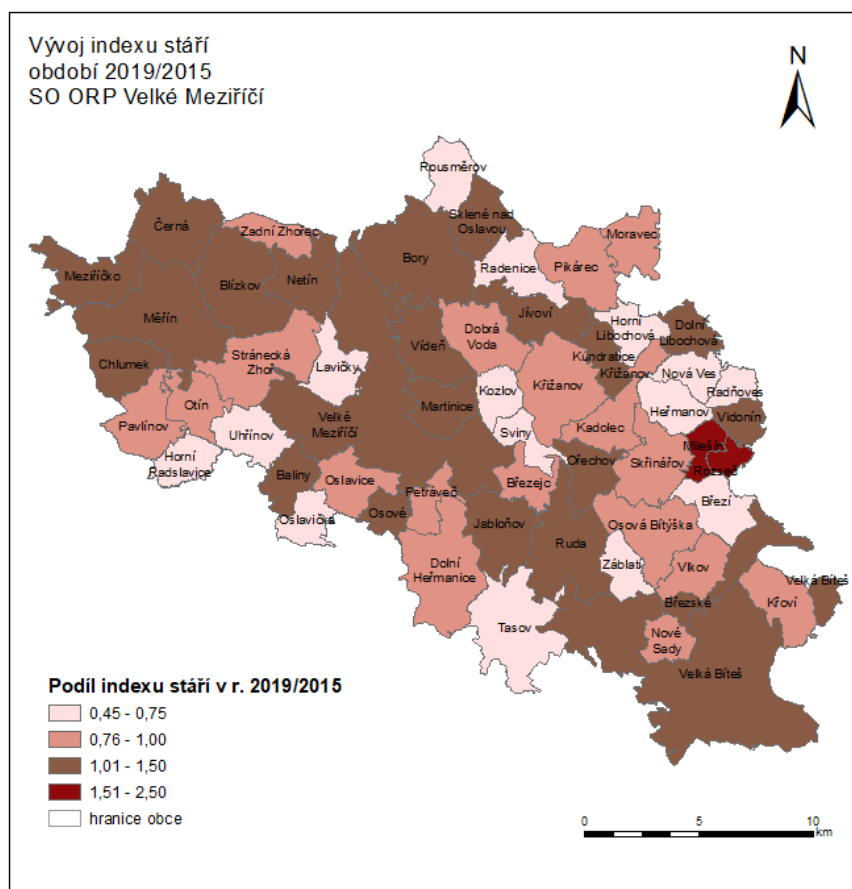 Vývoj indexu stáří
období 2019/2015
SO ORP Velké Meziříčí
N
Rousměrov
Černá
Zadní Zhořec
Sklené nad
Oslavou
Moravec
Bory
Radenice
Pikárec
Meziříčko
Blízkov
Netín
Měřín
Jívoví
Horní
Libochová
Dolní
Libochová
Dobrá
Voda
Vídeň
Stránecká
Zhoř
Lavičky
Chlumek
Kundratice
Křižanov
Nová Ves
Radňoves
Kozlov
Křižanov
Heřmanov
Martinice
Otín
Pavlínov
Velké
Meziříčí
Uhřínov
Sviny
Kadolec
Vidonín
Milešín
Horní
Radslavice
Ořechov
Skřinářov
Rozseč
Baliny
Oslavice
Březejc
Petráveč
Březí
Oslavička
Osové
Jabloňov
Osová Bítýška
Ruda
Dolní
Heřmanice
Záblatí
Vlkov
Velká Bíteš
Křoví
Březské
Tasov
Nové
Sady
Velká Bíteš
Podíl indexu stáří v r. 2019/2015
0,45 - 0,75
0,76 - 1,00
1,01 - 1,50
1,51 - 2,50
hranice obce
0 5 10
km